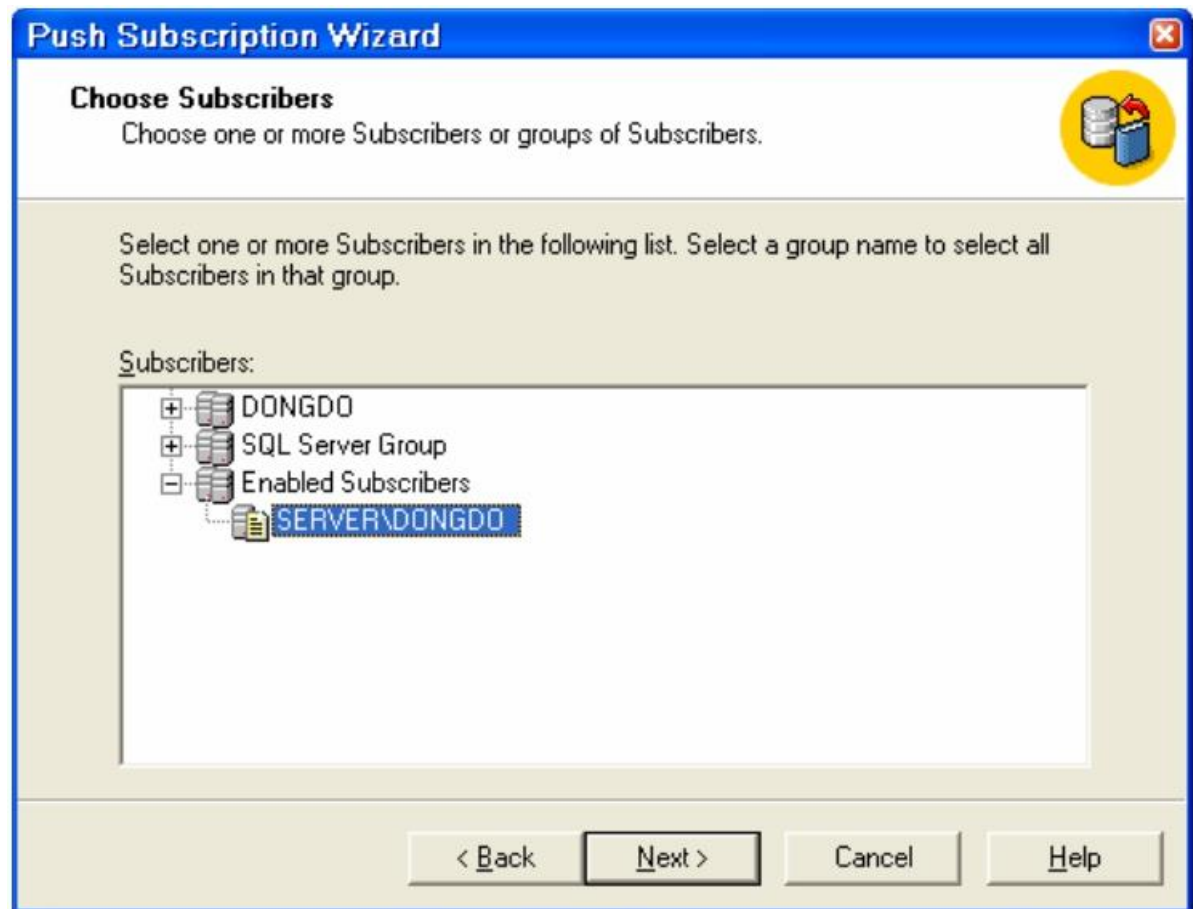 Push Subscription Wizard
Choose Subscribers
Choose one or more Subscribers or groups of Subscribers.
Select one or more Subscribers in the following list. Select a group name to select all
Subscribers in that group.
Subscribers:
DONGDO
SQL Server Group
Enabled Subscribers
SERVER\DONGDO
< Back
Next >
Cancel
Help